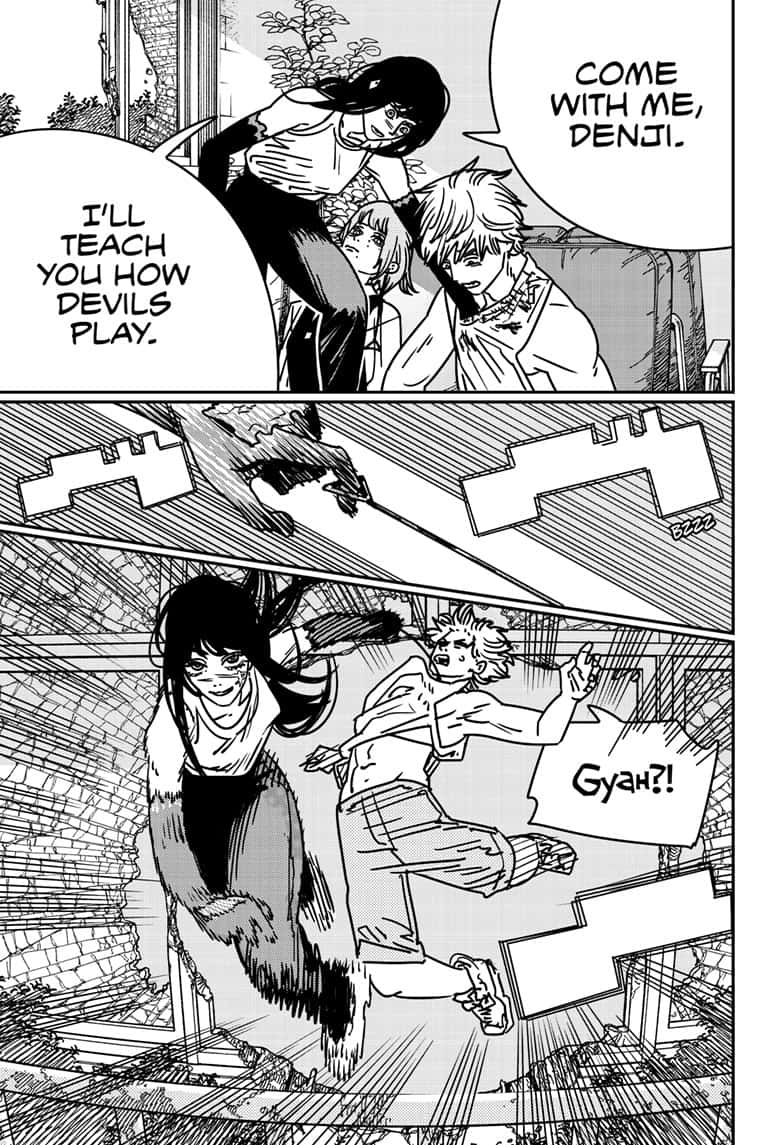 COME
WITH ME,
DENJI.
I'LL
TEACH
YOU HOW
DEVILS
PLAY.
BZZZ
GYAH?!